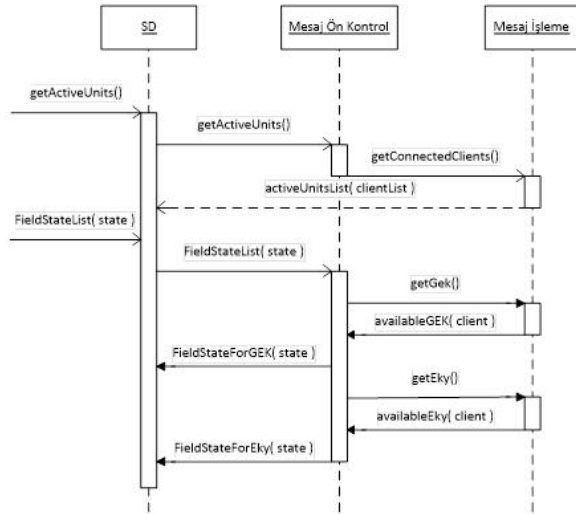 SD
Mesaj Ön Kontrol
Mesaj İşleme
getActiveUnits()
getActiveUnits()
getConnectedClients()
activeUnitsList( clientList )
FieldStateList( state )
FieldStateList( state )
getGek()
availableGEK( client )
FieldStateForGEK( state )
getEky()
availableEky( client )
FieldStateForEky( state )